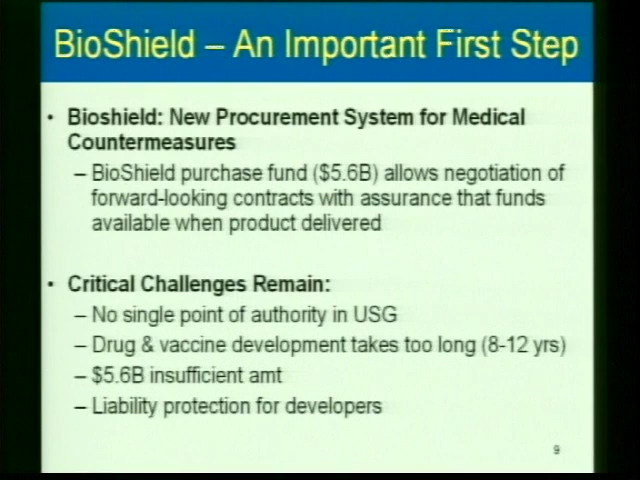 BioShield – An Important First Step
• Bioshield: New Procurement System for Medical
Countermeasures
– BioShield purchase fund ($5.6B) allows negotiation of
forward-looking contracts with assurance that funds
available when product delivered
• Critical Challenges Remain:
– No single point of authority in USG
– Drug & vaccine development takes too long (8-12 yrs)
– $5.6B insufficient amt
– Liability protection for developers
9